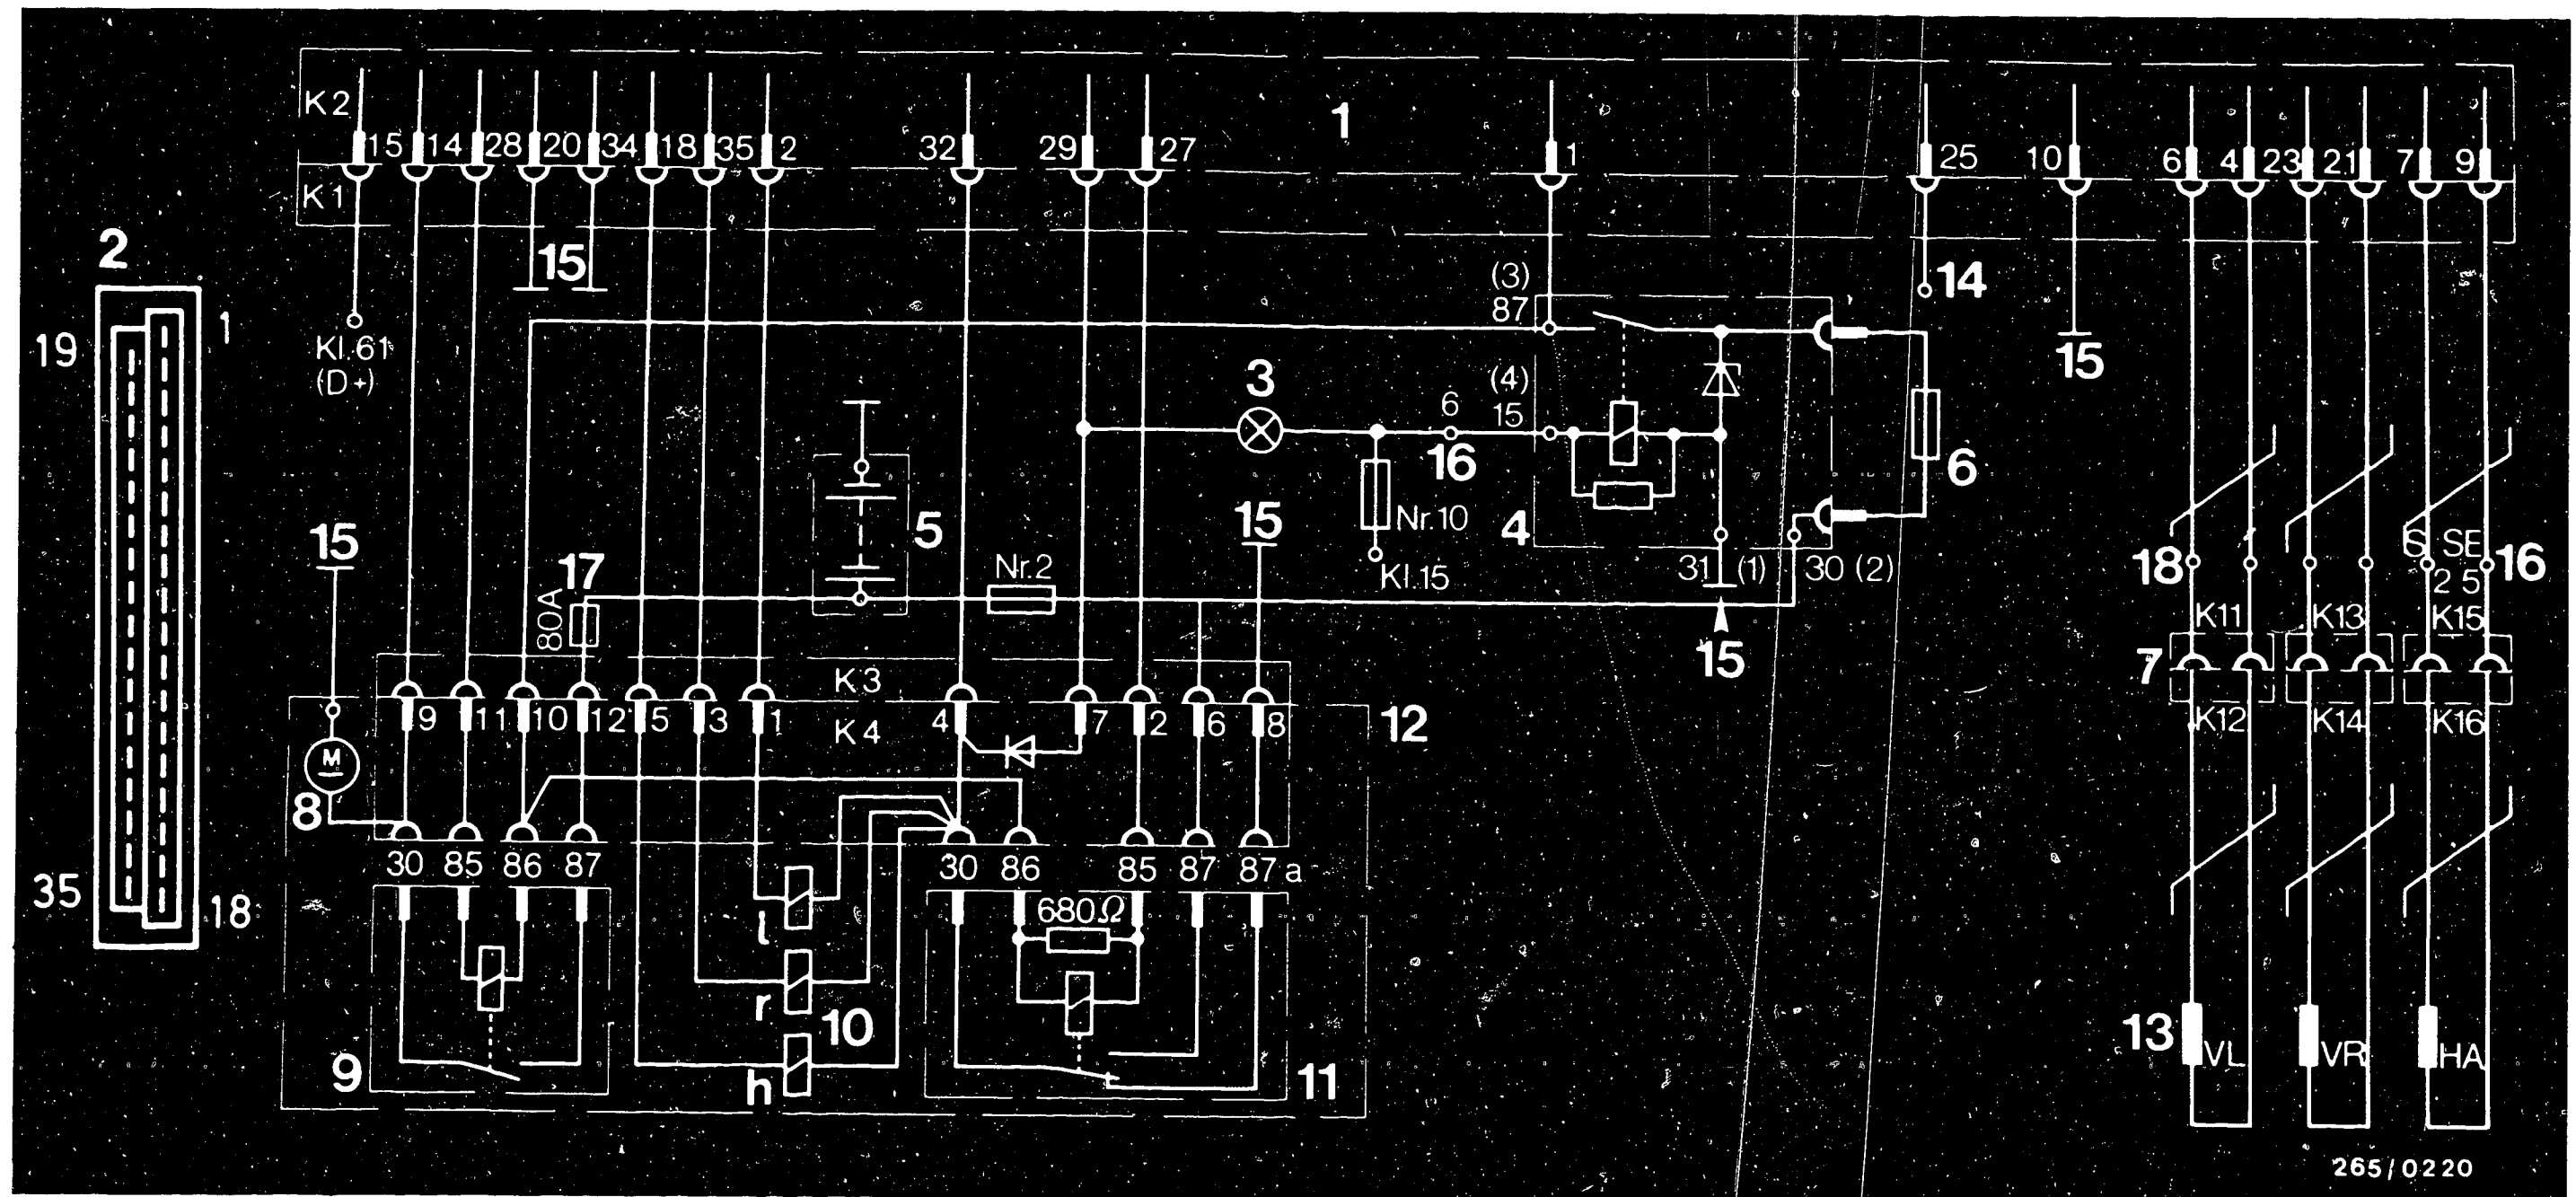 K2
15 14 28 20 34 18 35 2 32 29 27 1 25 10 6 4 23 21 7 9
1
K1
2
1
19
35
18
15
Kl.61
(D+)
(3)
87
14
15
3
(4)
6 15
16
6
Nr.10
Kl.15
4
5
15
15
17
80A
Nr.2
31 (1) 30 (2)
15
18
S SE
2 5
16
K11 K13 K15
7
K12 K14 K16
K3
9 11 10 12 5 3 1 4 7 2 6 8
K4
12
M
8
30 85 86 87 30 86 85 87 87a
680Ω
l
r
10
h
9
11
13
VL VR HA
265/0220